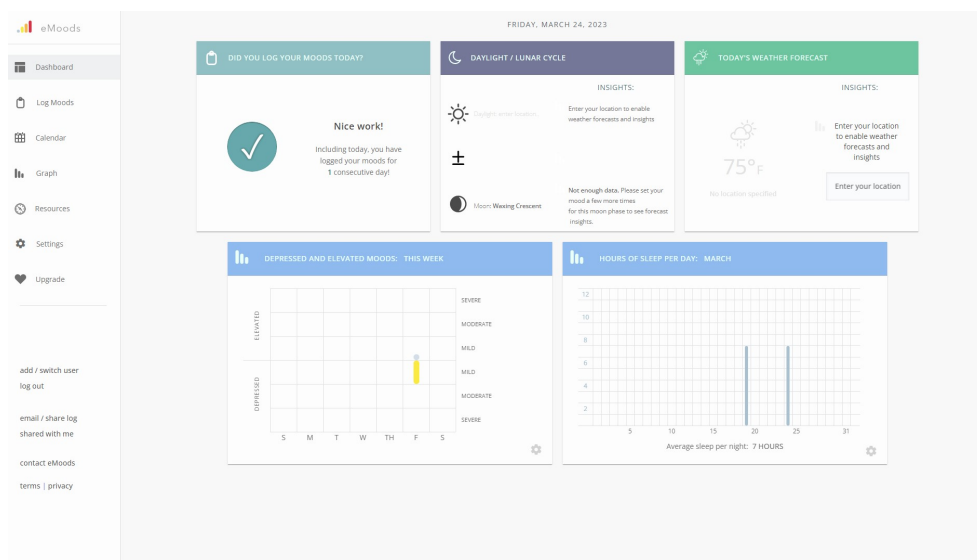 eMoods
Dashboard
Log Moods
Calendar
Graph
Resources
Settings
Upgrade
add / switch user
log out
email / share log
shared with me
contact eMoods
terms | privacy
FRIDAY, MARCH 24, 2023
DID YOU LOG YOUR MOODS TODAY?
Nice work!
Including today, you have
logged your moods for
1 consecutive day!
DAYLIGHT / LUNAR CYCLE
INSIGHTS:
Enter your location to enable
weather forecasts and insights
Moon: Waxing Crescent
Not enough data. Please set your
mood a few more times
for this moon phase to see forecast
insights.
TODAY'S WEATHER FORECAST
INSIGHTS:
75°F
No location specified
Enter your location
to enable weather
forecasts and
insights
Enter your location
DEPRESSED AND ELEVATED MOODS: THIS WEEK
ELEVATED
DEPRESSED
SEVERE
MODERATE
MILD
MILD
MODERATE
SEVERE
S M T W TH F S
HOURS OF SLEEP PER DAY: MARCH
12
10
8
6
4
2
5 10 15 20 25 31
Average sleep per night: 7 HOURS